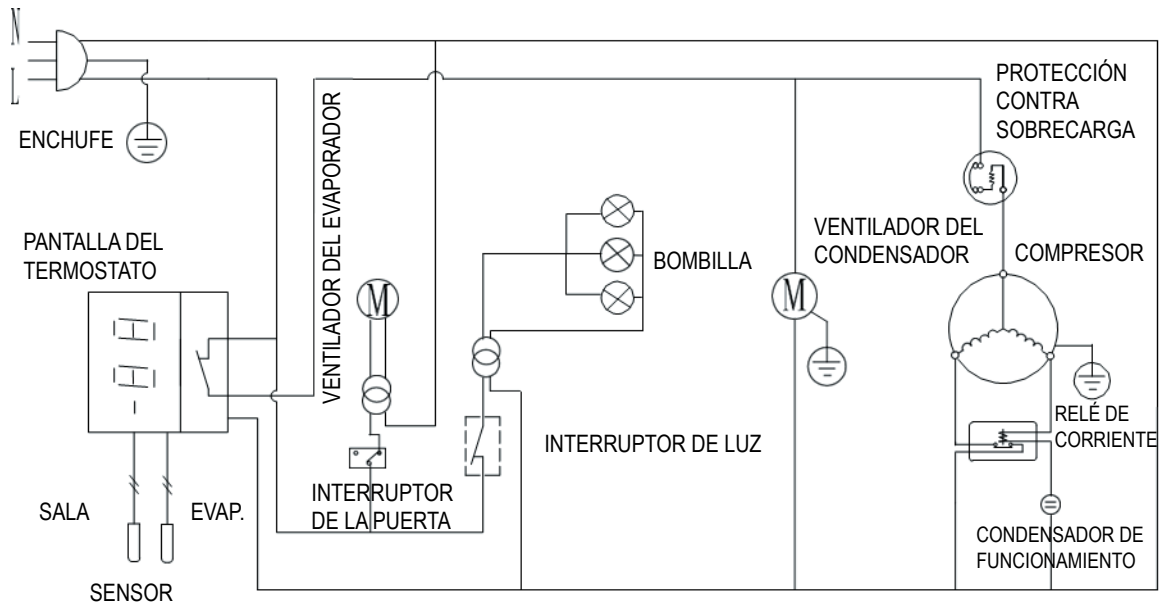 N
L
ENCHUFE
PANTALLA DEL
TERMOSTATO
SALA
EVAP.
SENSOR
VENTILADOR DEL EVAPORADOR
M
INTERRUPTOR
DE LA PUERTA
BOMBILLA
INTERRUPTOR DE LUZ
VENTILADOR DEL
CONDENSADOR
M
PROTECCIÓN
CONTRA
SOBRECARGA
COMPRESOR
RELÉ DE
CORRIENTE
CONDENSADOR DE
FUNCIONAMIENTO